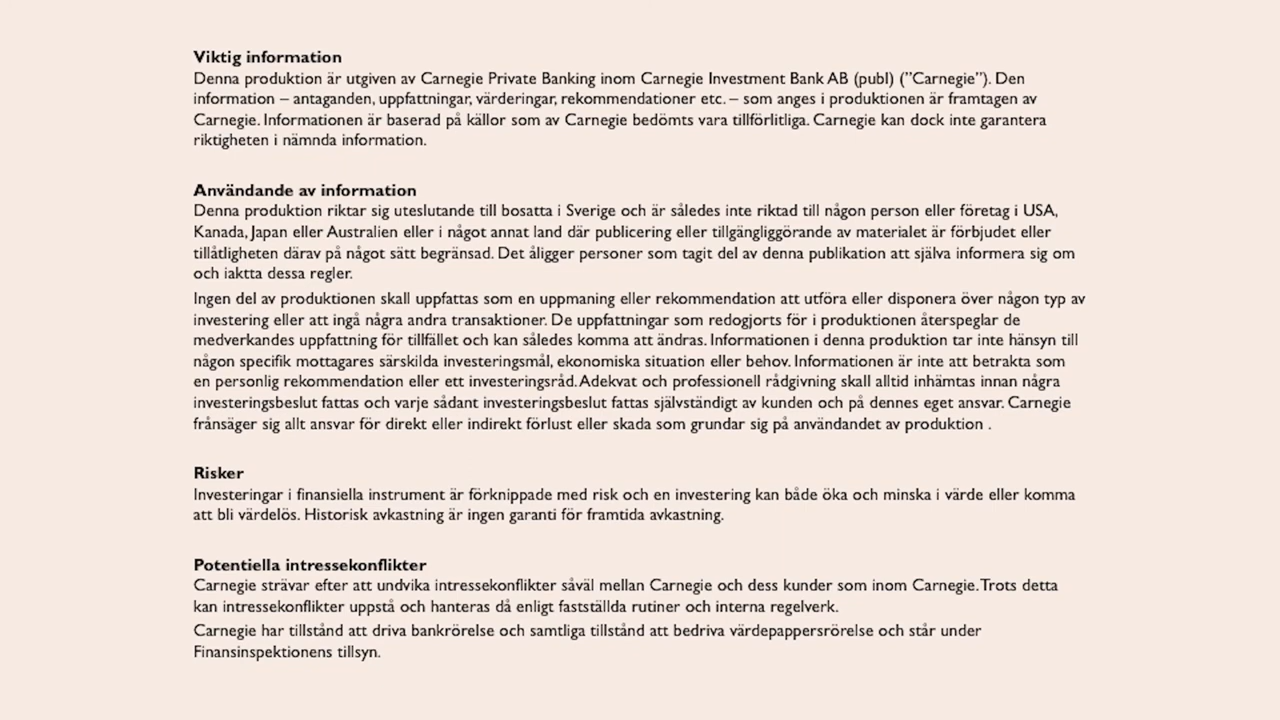 Viktig information
Denna produktion är utgiven av Carnegie Private Banking inom Carnegie Investment Bank AB (publ) (”Carnegie”). Den
information – antaganden, uppfattningar, värderingar, rekommendationer etc. – som anges i produktionen är framtagen av
Carnegie. Informationen är baserad på källor som av Carnegie bedömts vara tillförlitliga. Carnegie kan dock inte garantera
riktigheten i nämnda information.
Användande av information
Denna produktion riktar sig uteslutande till bosatta i Sverige och är således inte riktad till någon person eller företag i USA,
Kanada, Japan eller Australien eller i något annat land där publicering eller tillgängliggörande av materialet är förbjudet eller
tillåtligheten därav på något sätt begränsad. Det åligger personer som tagit del av denna publikation att själva informera sig om
och iaktta dessa regler.
Ingen del av produktionen skall uppfattas som en uppmaning eller rekommendation att utföra eller disponera över någon typ av
investering eller att ingå några andra transaktioner. De uppfattningar som redogjorts för i produktionen återspeglar de
medverkandes uppfattning för tillfället och kan således komma att ändras. Informationen i denna produktion tar inte hänsyn till
någon specifik mottagares särskilda investeringsmål, ekonomiska situation eller behov. Informationen är inte att betrakta som
en personlig rekommendation eller ett investeringsråd. Adekvat och professionell rådgivning skall alltid inhämtas innan några
investeringsbeslut fattas och varje sådant investeringsbeslut fattas självständigt av kunden och på dennes eget ansvar. Carnegie
frånsäger sig allt ansvar för direkt eller indirekt förlust eller skada som grundar sig på användandet av produktion .
Risker
Investeringar i finansiella instrument är förknippade med risk och en investering kan både öka och minska i värde eller komma
att bli värdelös. Historisk avkastning är ingen garanti för framtida avkastning.
Potentiella intressekonflikter
Carnegie strävar efter att undvika intressekonflikter såväl mellan Carnegie och dess kunder som inom Carnegie. Trots detta
kan intressekonflikter uppstå och hanteras då enligt fastställda rutiner och interna regelverk.
Carnegie har tillstånd att driva bankrörelse och samtliga tillstånd att bedriva värdepappersrörelse och står under
Finansinspektionens tillsyn.